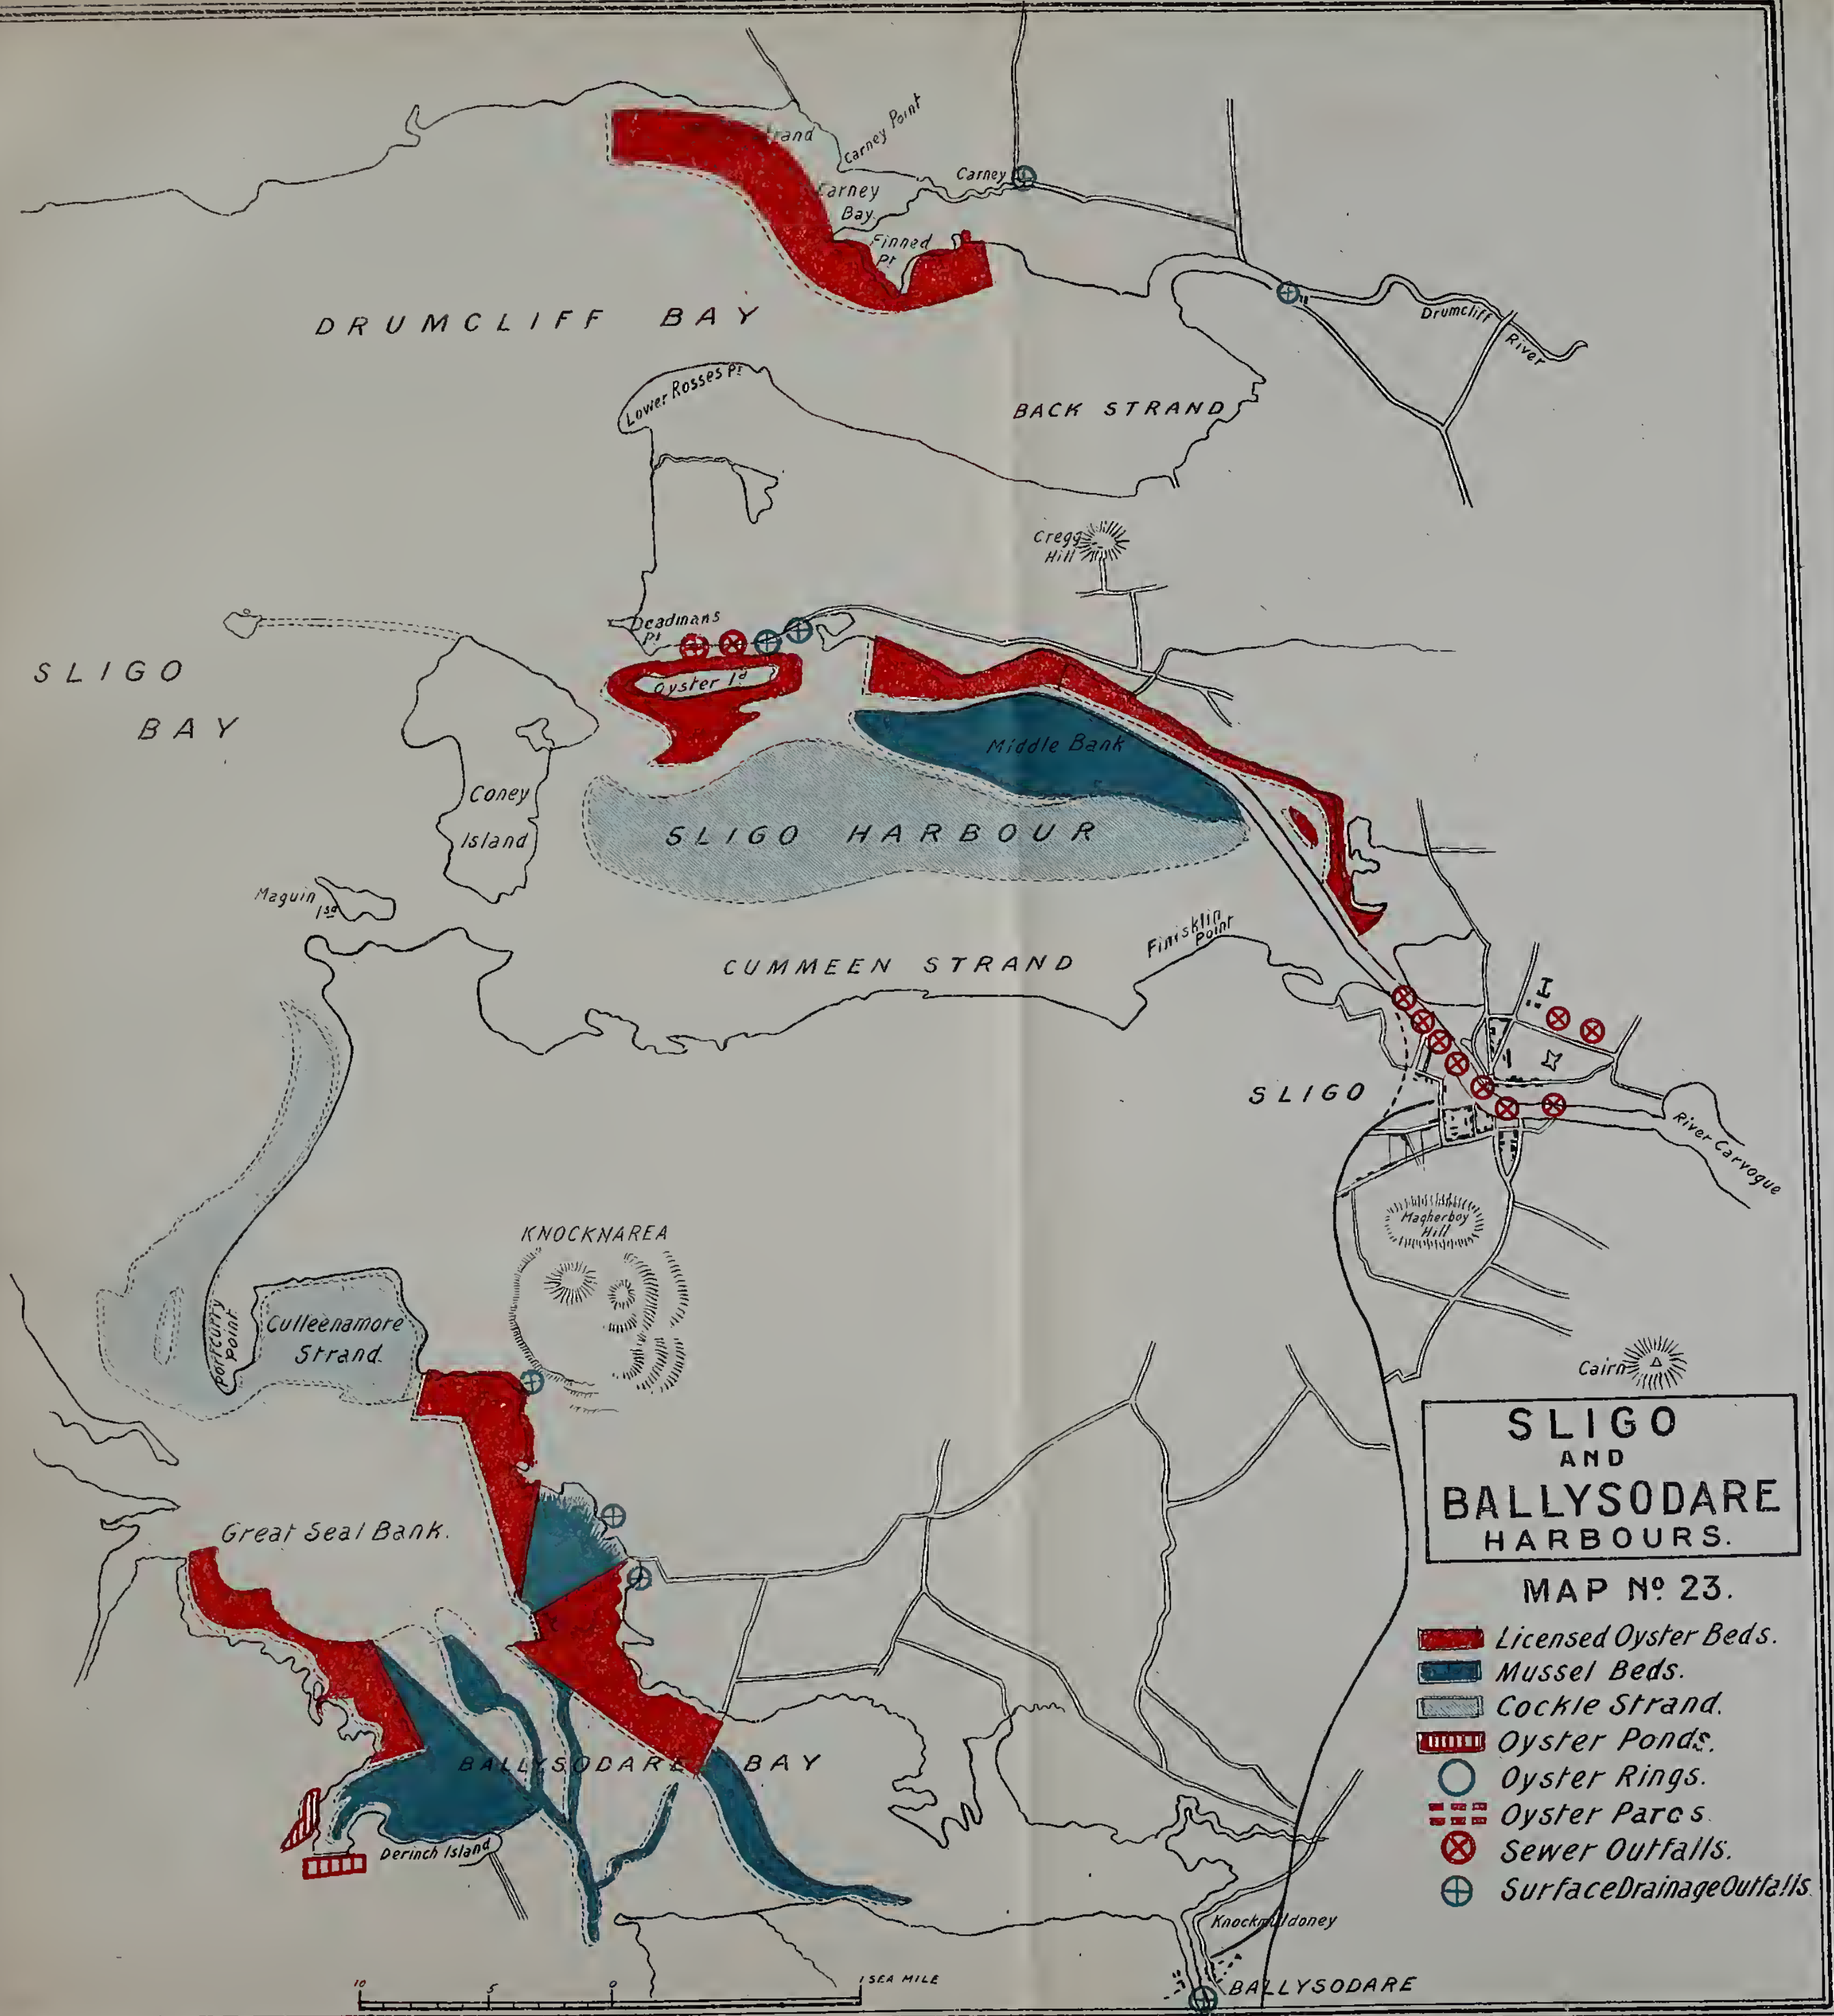 Strand
Carney Point
Carney
Carney
Bay.
Finned
Pt
DRUMCLIFF BAY
Drumcliff
River
Lower Rosses Pt
BACK STRAND
Cregg
Hill
Deadmans
Pt
Oyster Id
SLIGO
BAY
Middle Bank
Coney
Island
SLIGO HARBOUR
Maguin
Isd
Finisklin
Point
CUMMEEN STRAND
SLIGO
River Carvogue
Magherboy
Hill
KNOCKNAREA
Portcurry
Point
Culleenamore
Strand.
Cairn
Great Seal Bank.
BALLYSODARE BAY
Derinch Island
Knockmuldoney
BALLYSODARE
10 5 0 1 SEA MILE
SLIGO
AND
BALLYSODARE
HARBOURS.
MAP No. 23.
Licensed Oyster Beds.
Mussel Beds.
Cockle Strand.
Oyster Ponds.
Oyster Rings.
Oyster Parcs.
Sewer Outfalls.
Surface Drainage Outfalls.